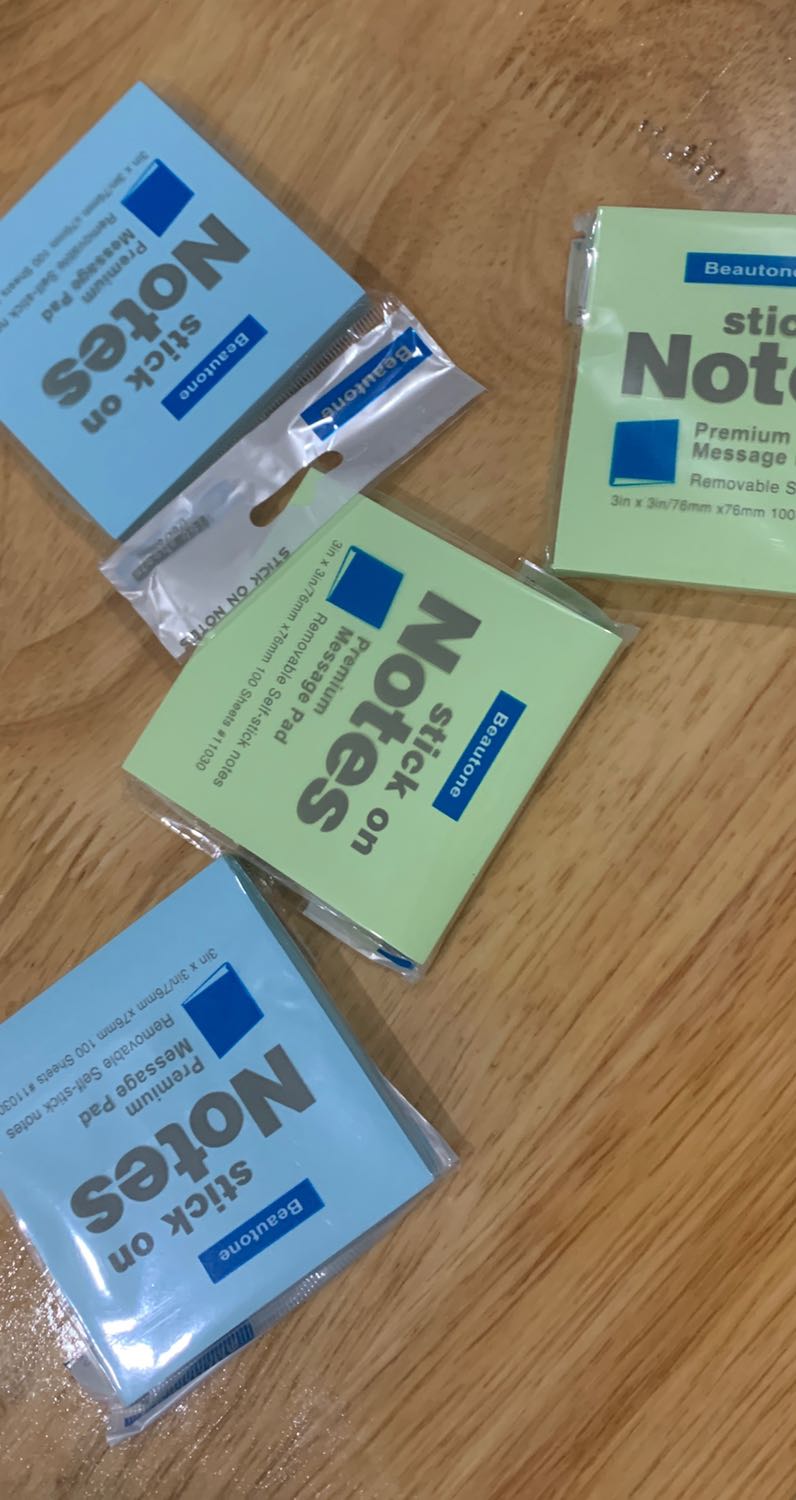 Beautone
stick on
Notes
Premium
Message Pad
Removable Self-stick
3in x 3in/76mm x76mm 100 Sheets
Beautone
STICK ON NOTES
Beautone
stic
Note
Premium
Message
Removable S
3in x 3in/76mm x76mm 100
Beautone
stick on
Notes
Premium
Message Pad
Removable Self-stick notes
3in x 3in/76mm x76mm 100 Sheets #1030
Beautone
stick on
Notes
Premium
Message Pad
Removable Self-stick notes
3in x 3in/76mm x76mm 100 Sheets #1030